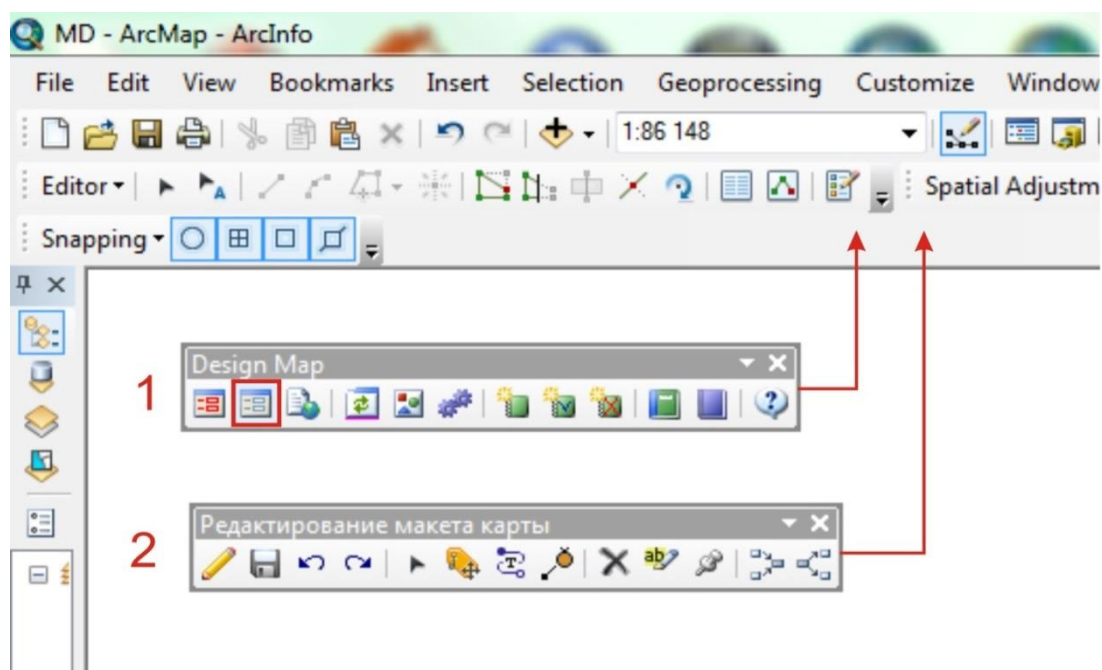 MD - ArcMap - ArcInfo
File Edit View Bookmarks Insert Selection Geoprocessing Customize Window
1:86 148
Editor Spatial Adjustm
Snapping
1 Design Map
2 Редактирование макета карты